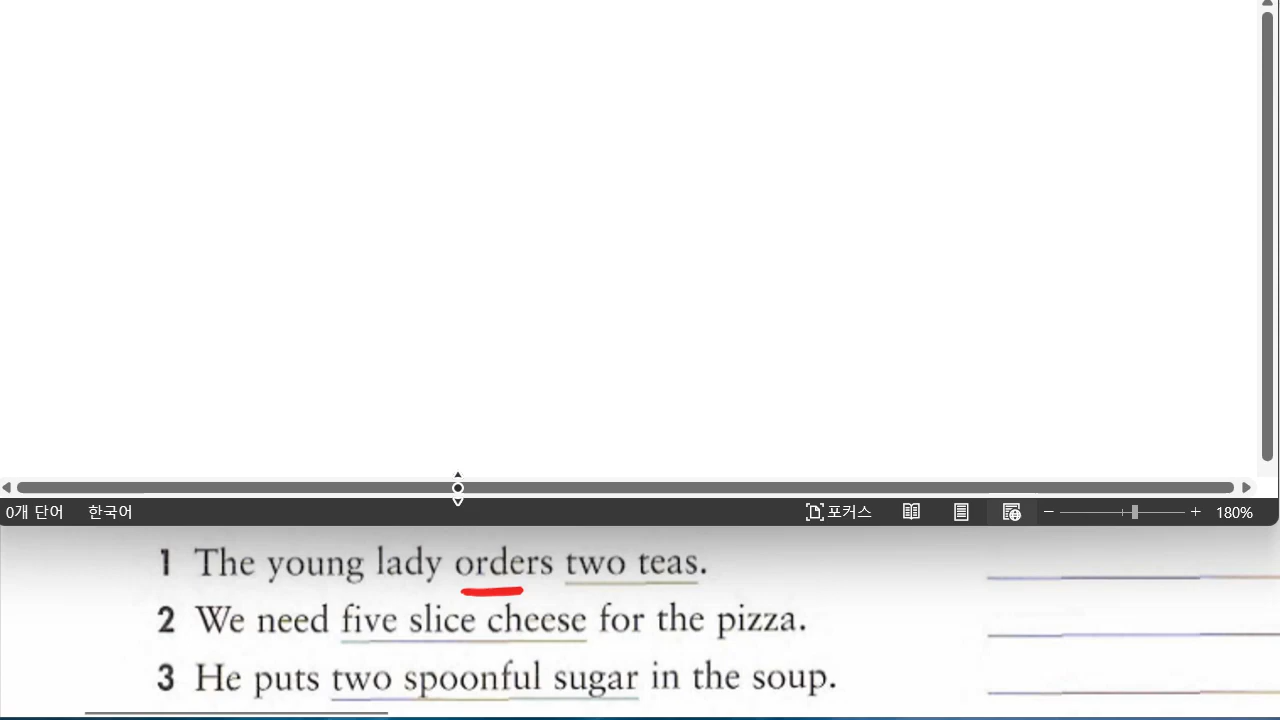 0개 단어 한국어 포커스 180%
1 The young lady orders two teas.
2 We need five slice cheese for the pizza.
3 He puts two spoonful sugar in the soup.